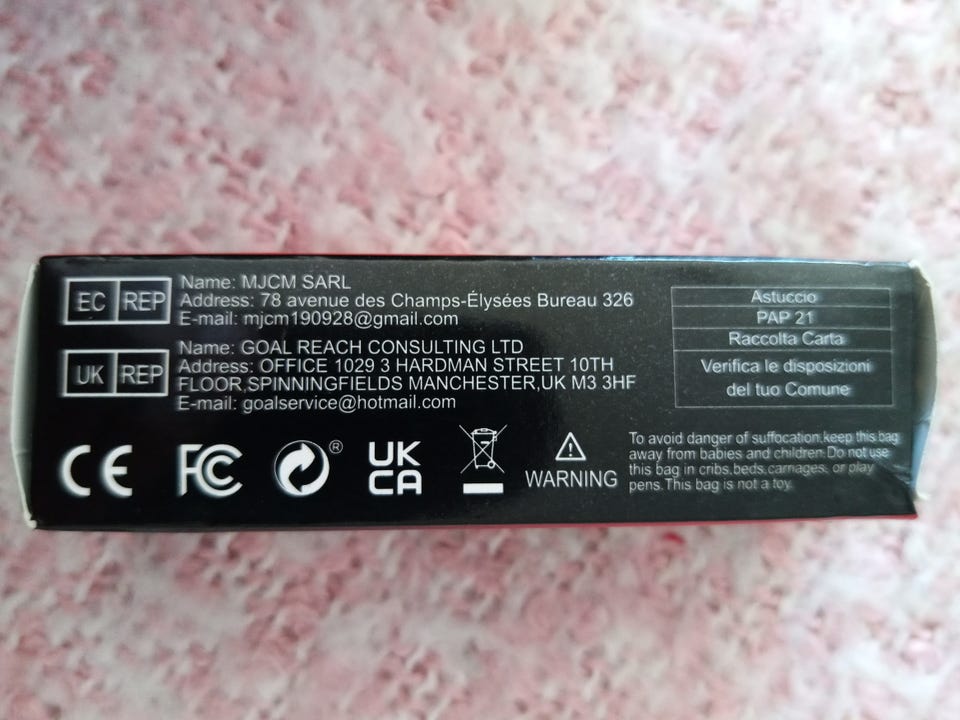 EC REP
Name: MJCM SARL
Address: 78 avenue des Champs-Élysées Bureau 326
E-mail: mjcm190928@gmail.com
UK REP
Name: GOAL REACH CONSULTING LTD
Address: OFFICE 1029 3 HARDMAN STREET 10TH
FLOOR,SPINNINGFIELDS MANCHESTER,UK M3 3HF
E-mail: goalservice@hotmail.com
Astuccio
PAP 21
Raccolta Carta
Verifica le disposizioni
del tuo Comune
CE
FC
®
UK
CA
WARNING
To avoid danger of suffocation,keep this bag
away from babies and children. Do not use
this bag in cribs,beds,carriages, or play
pens.This bag is not a toy.